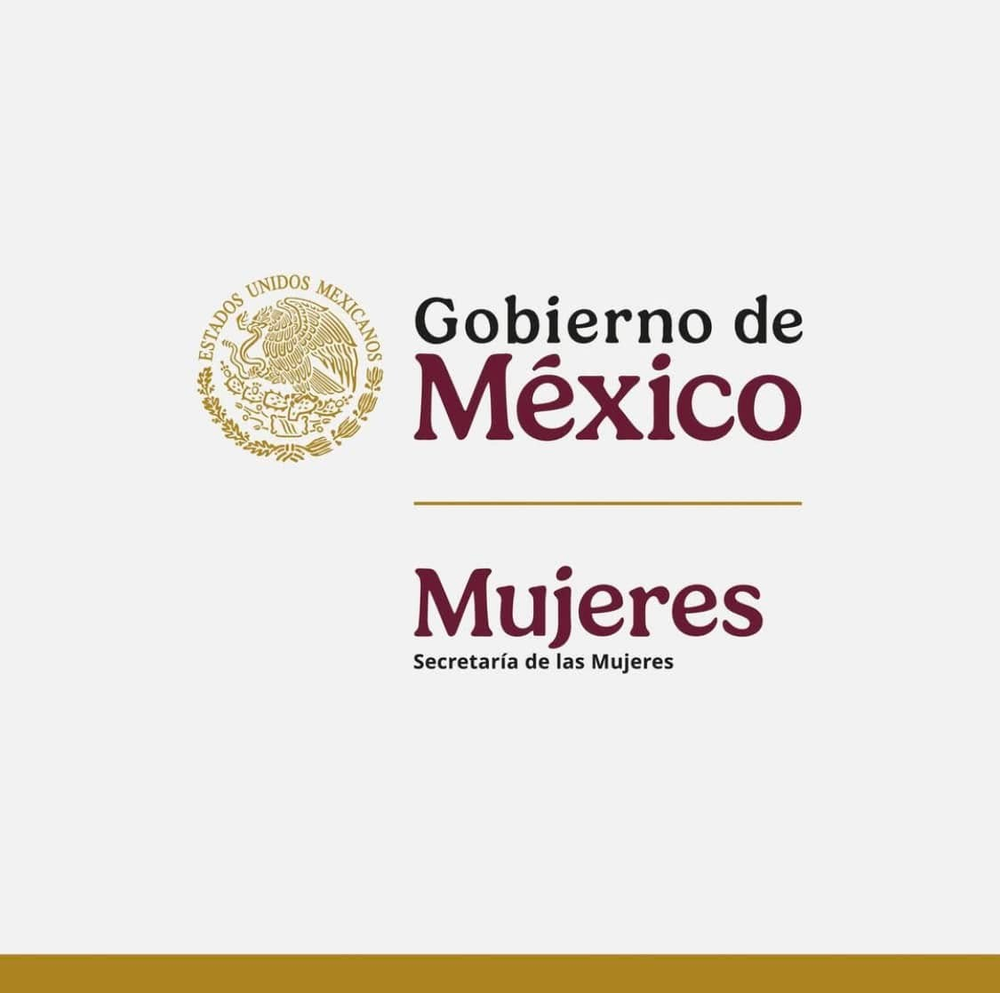 ESTADOS UNIDOS MEXICANOS
Gobierno de
México
Mujeres
Secretaría de las Mujeres